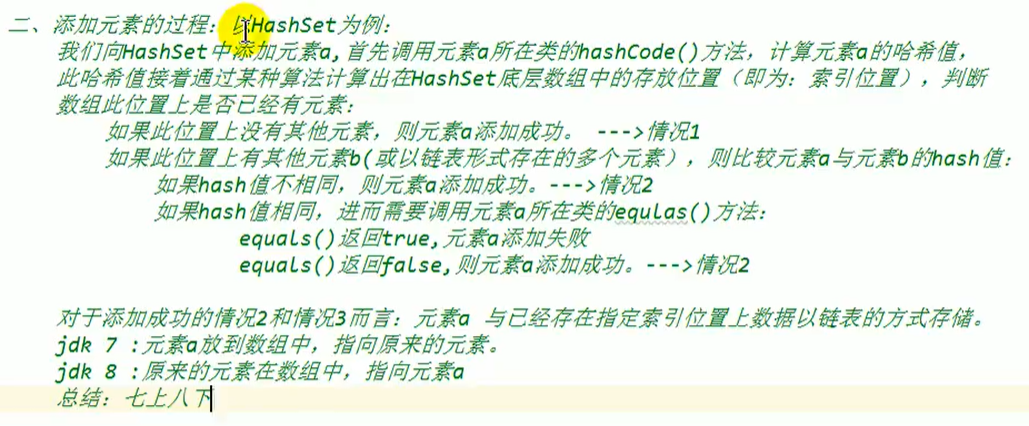 二、添加元素的过程：以HashSet为例：
我们向HashSet中添加元素a,首先调用元素a所在类的hashCode()方法，计算元素a的哈希值，
此哈希值接着通过某种算法计算出在HashSet底层数组中的存放位置（即为：索引位置），判断
数组此位置上是否已经有元素：
如果此位置上没有其他元素，则元素a添加成功。 --->情况1
如果此位置上有其他元素b(或以链表形式存在的多个元素），则比较元素a与元素b的hash值：
如果hash值不相同，则元素a添加成功。--->情况2
如果hash值相同，进而需要调用元素a所在类的equlas()方法：
equals()返回true,元素a添加失败
equals()返回false,则元素a添加成功。--->情况2
对于添加成功的情况2和情况3而言：元素a 与已经存在指定索引位置上数据以链表的方式存储。
jdk 7 :元素a放到数组中，指向原来的元素。
jdk 8 :原来的元素在数组中，指向元素a
总结：七上八下